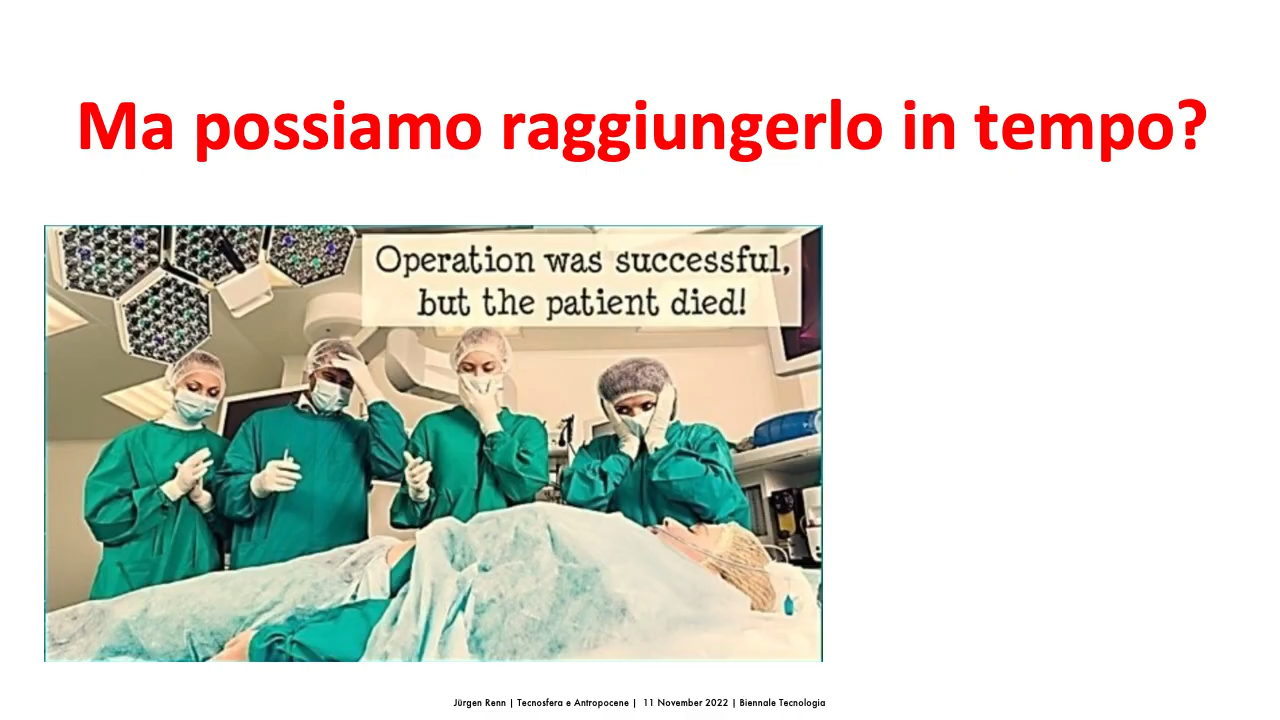 Ma possiamo raggiungerlo in tempo?
Operation was successful,
but the patient died!
Jürgen Renn | Tecnosfera e Antropocene | 11 November 2022 | Biennale Tecnologia